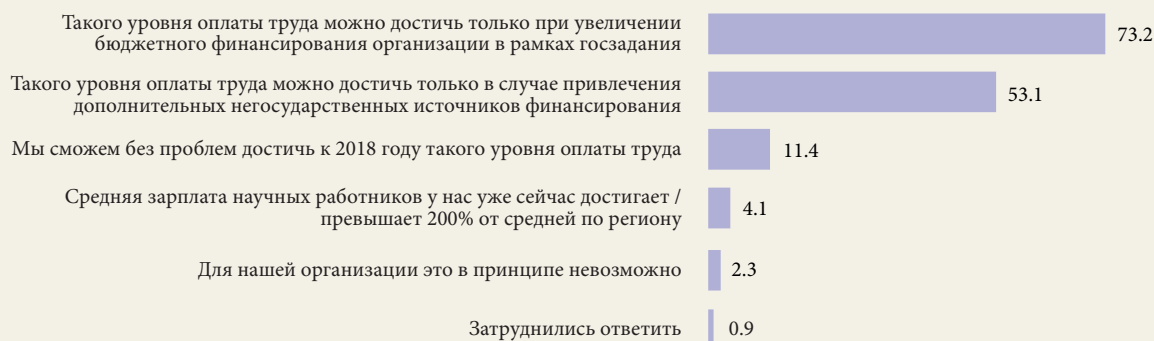 Такого уровня оплаты труда можно достичь только при увеличении
бюджетного финансирования организации в рамках госзадания
73.2
Такого уровня оплаты труда можно достичь только в случае привлечения
дополнительных негосударственных источников финансирования
53.1
Мы сможем без проблем достичь к 2018 году такого уровня оплаты труда
11.4
Средняя зарплата научных работников у нас уже сейчас достигает /
превышает 200% от средней по региону
4.1
Для нашей организации это в принципе невозможно
2.3
Затруднились ответить
0.9